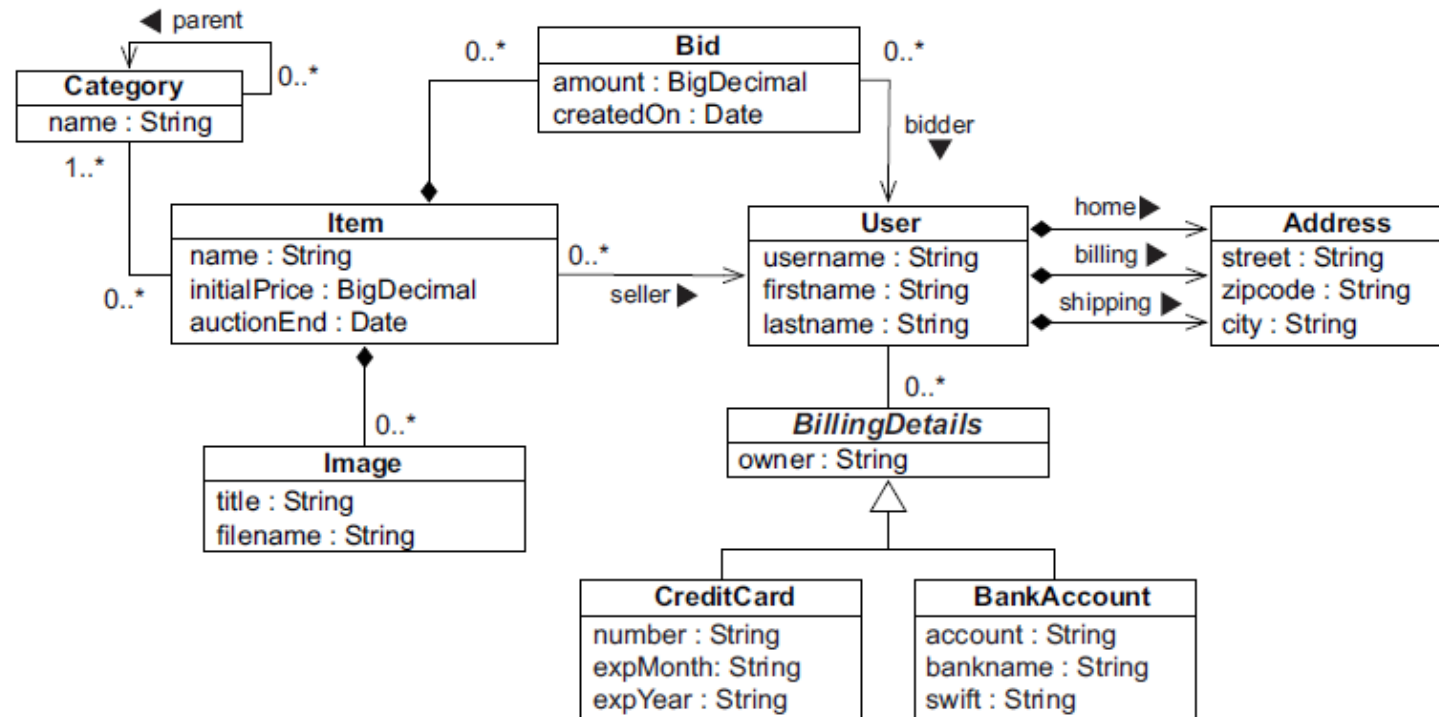 ◀ parent
0..*
Category
name : String
1..*
0..*
Bid
amount : BigDecimal
createdOn : Date
0..*
bidder
▼
Item
name : String
initialPrice : BigDecimal
auctionEnd : Date
0..*
0..*
seller ▶
User
username : String
firstname : String
lastname : String
home ▶
billing ▶
shipping ▶
Address
street : String
zipcode : String
city : String
0..*
Image
title : String
filename : String
0..*
BillingDetails
owner : String
CreditCard
number : String
expMonth: String
expYear : String
BankAccount
account : String
bankname : String
swift : String